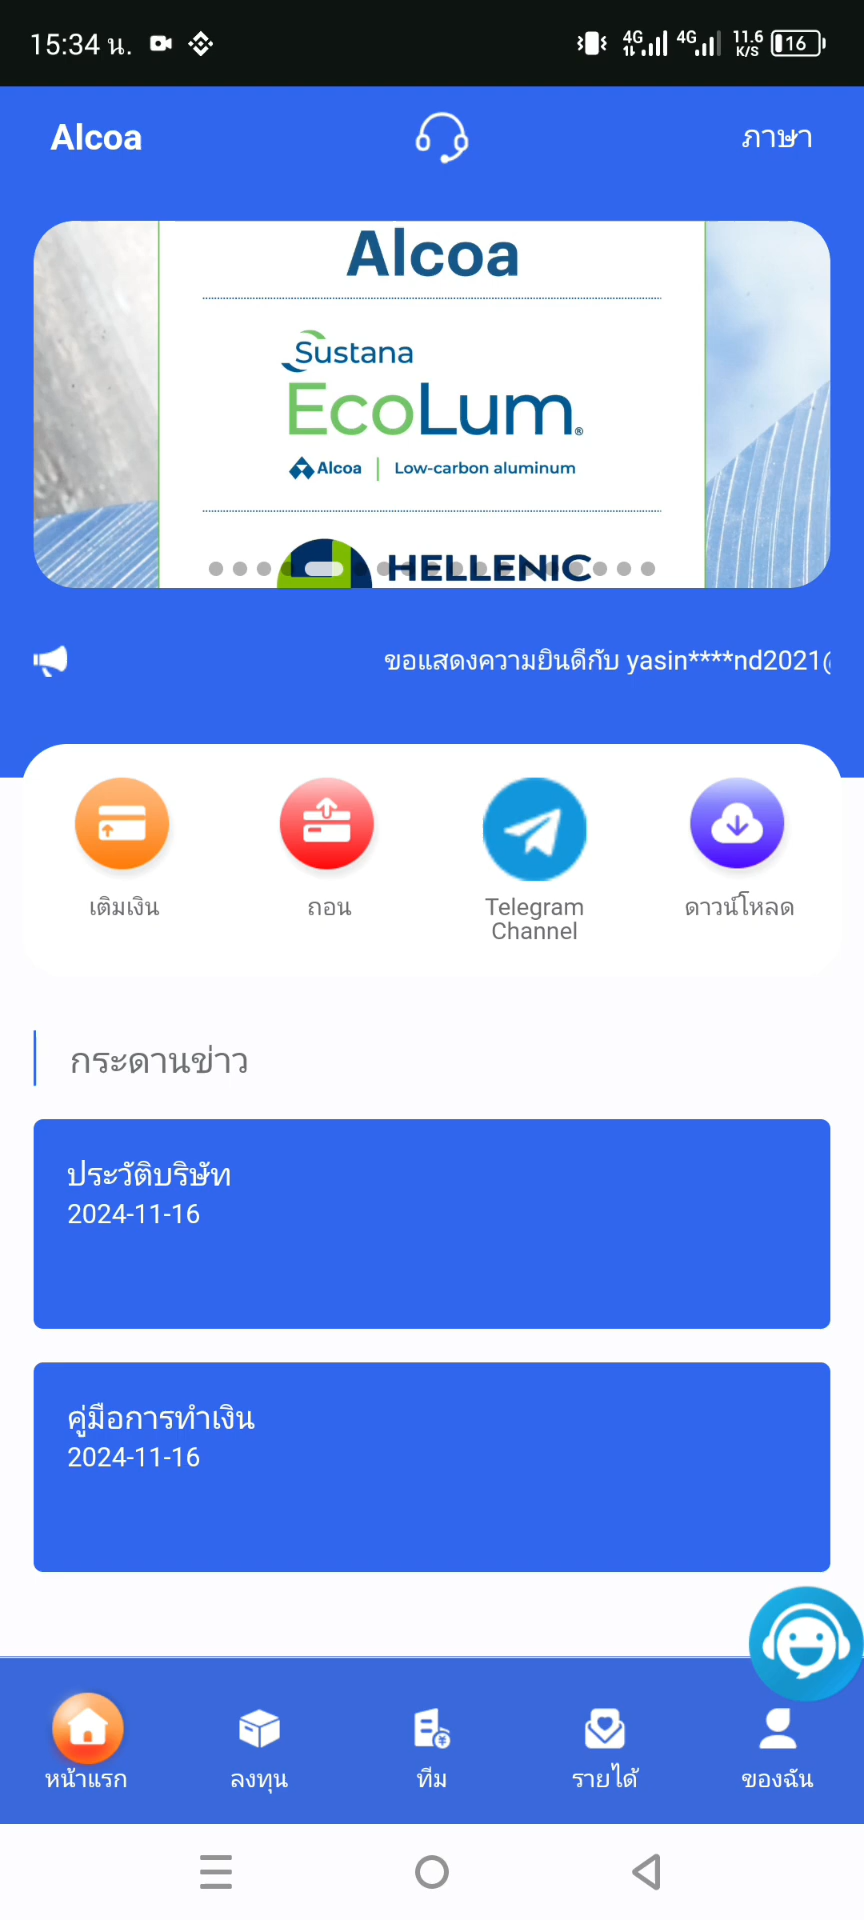 15:34 น.
4G 4G 11.6 K/S 16
Alcoa
ภาษา
Alcoa
Sustana
EcoLum®
Alcoa | Low-carbon aluminum
HELLENIC
ขอแสดงความยินดีกับ yasin****nd2021@
เติมเงิน
ถอน
Telegram
Channel
ดาวน์โหลด
กระดานข่าว
ประวัติบริษัท
2024-11-16
คู่มือการทำเงิน
2024-11-16
หน้าแรก
ลงทุน
ทีม
รายได้
ของฉัน